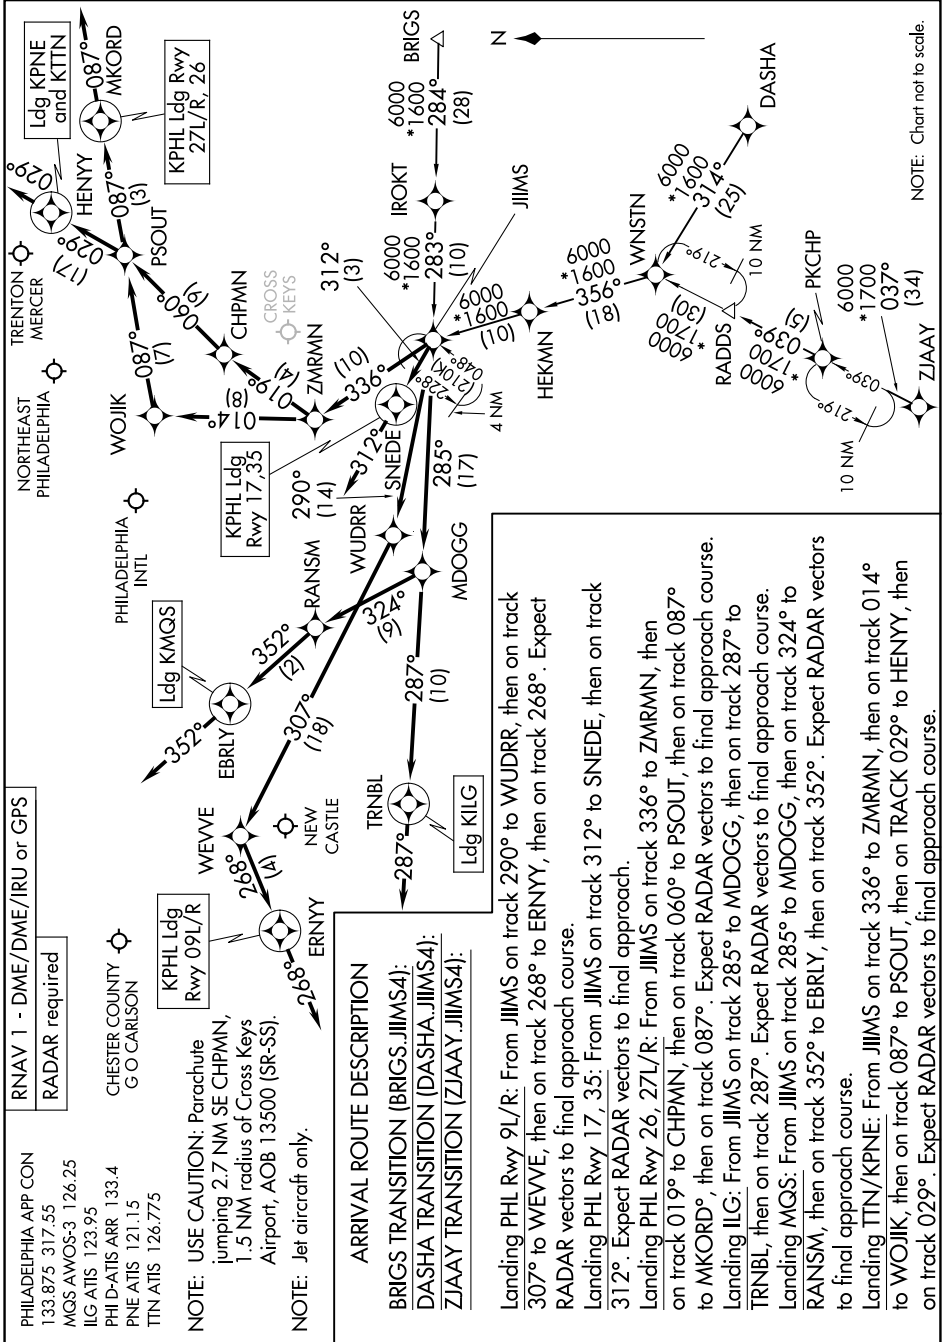 RNAV 1 - DME/DME/IRU or GPS
RADAR required
PHILADELPHIA APP CON
133.875 317.55
MQS AWOS-3 126.25
ILG ATIS 123.95
PHI D-ATIS ARR 133.4
PNE ATIS 121.15
TTN ATIS 126.775
NOTE: USE CAUTION: Parachute
jumping 2.7 NM SE CHPMN,
1.5 NM radius of Cross Keys
Airport, AOB 13500 (SR-SS).
NOTE: Jet aircraft only.
CHESTER COUNTY
G O CARLSON
KPHL Ldg
Rwy 09L/R
ERNYY
268°
268°
(4)
WEVVE
NEW
CASTLE
307°
(18)
352°
EBRLY
Ldg KMQS
352°
(2)
RANSM
324°
(9)
TRNBL
287°
Ldg KILG
287°
(10)
MDOGG
285°
(17)
WUDRR
290°
(14)
PHILADELPHIA
INTL
KPHL Ldg
Rwy 17,35
SNEDE
312°
312°
(3)
NORTHEAST
PHILADELPHIA
TRENTON
MERCER
WOJIK
087°
(7)
014°
(8)
ZMRMN
019°
(4)
CHPMN
CROSS
KEYS
060°
(9)
PSOUT
029°
(17)
029°
HENYY
Ldg KPNE
and KTTN
087°
(3)
087°
MKORD
KPHL Ldg Rwy
27L/R, 26
336°
(10)
JIIMS
228°
048°
(210K)
4 NM
6000
*1600
283°
(10)
IROKT
6000
*1600
284°
(28)
BRIGS
N
6000
*1600
(10)
HEKMN
6000
*1600
356°
(18)
WNSTN
6000
*1600
314°
(25)
DASHA
219°
10 NM
6000
*1700
(30)
RADDS
6000
*1700
039°
(5)
PKCHP
219°
039°
10 NM
6000
*1700
037°
(34)
ZJAAY
NOTE: Chart not to scale.
ARRIVAL ROUTE DESCRIPTION
BRIGS TRANSITION (BRIGS.JIIMS4):
DASHA TRANSITION (DASHA.JIIMS4):
ZJAAY TRANSITION (ZJAAY.JIIMS4):
Landing PHL Rwy 9L/R: From JIIMS on track 290° to WUDRR, then on track
307° to WEVVE, then on track 268° to ERNYY, then on track 268°. Expect
RADAR vectors to final approach course.
Landing PHL Rwy 17, 35: From JIIMS on track 312° to SNEDE, then on track
312°. Expect RADAR vectors to final approach.
Landing PHL Rwy 26, 27L/R: From JIIMS on track 336° to ZMRMN, then
on track 019° to CHPMN, then on track 060° to PSOUT, then on track 087°
to MKORD, then on track 087°. Expect RADAR vectors to final approach course.
Landing ILG: From JIIMS on track 285° to MDOGG, then on track 287° to
TRNBL, then on track 287°. Expect RADAR vectors to final approach course.
Landing MQS: From JIIMS on track 285° to MDOGG, then on track 324° to
RANSM, then on track 352° to EBRLY, then on track 352°. Expect RADAR vectors
to final approach course.
Landing TTN/KPNE: From JIIMS on track 336° to ZMRMN, then on track 014°
to WOJIK, then on track 087° to PSOUT, then on TRACK 029° to HENYY, then
on track 029°. Expect RADAR vectors to final approach course.